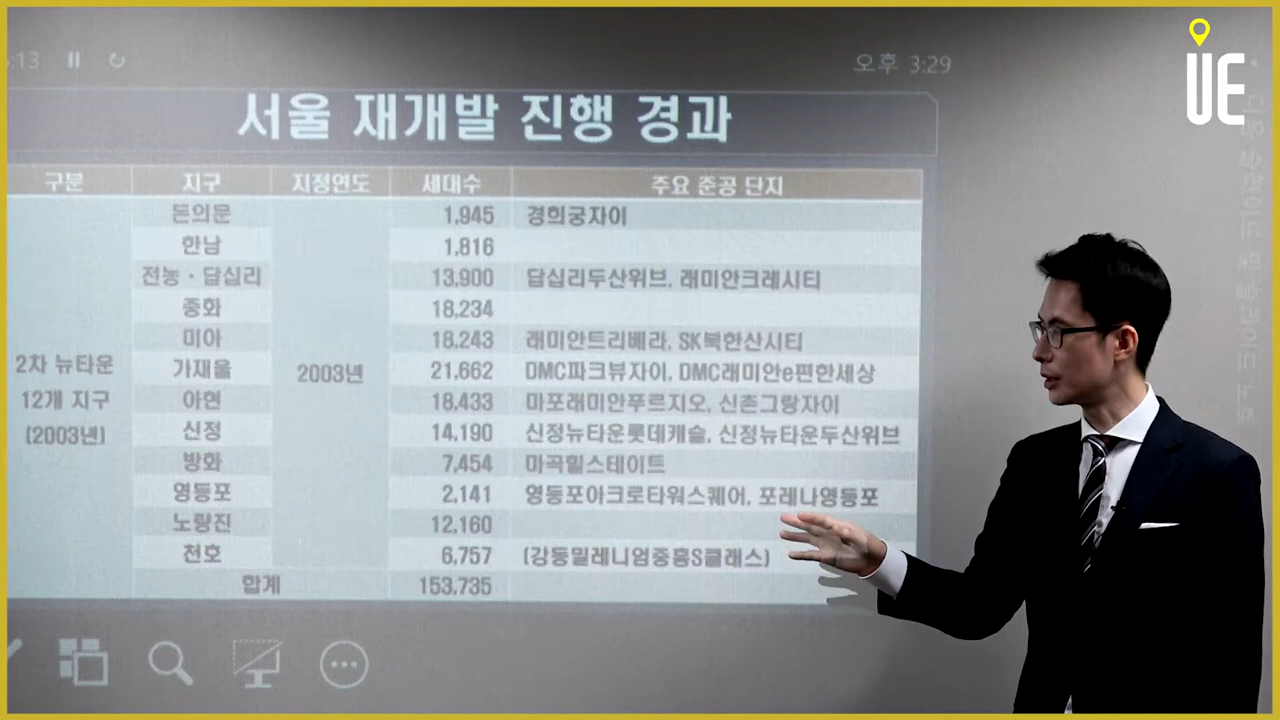 :13
오후 3:29
UE
서울 재개발 진행 경과
구분 지구 지정연도 세대수 주요 준공 단지
돈의문 1,945 경희궁자이
한남 1,816
전농·답십리 13,900 답십리두산위브, 래미안크레시티
중화 18,234
미아 18,243 래미안트리베라, SK북한산시티
2차 뉴타운
12개 지구
(2003년)
2003년
가재울 21,662 DMC파크뷰자이, DMC래미안e편한세상
아현 18,433 마포래미안푸르지오, 신촌그랑자이
신정 14,190 신정뉴타운롯데캐슬, 신정뉴타운두산위브
방화 7,454 마곡힐스테이트
영등포 2,141 영등포아크로타워스퀘어, 포레나영등포
노량진 12,160
천호 6,757 (강동밀레니엄중흥S클래스)
합계 153,735